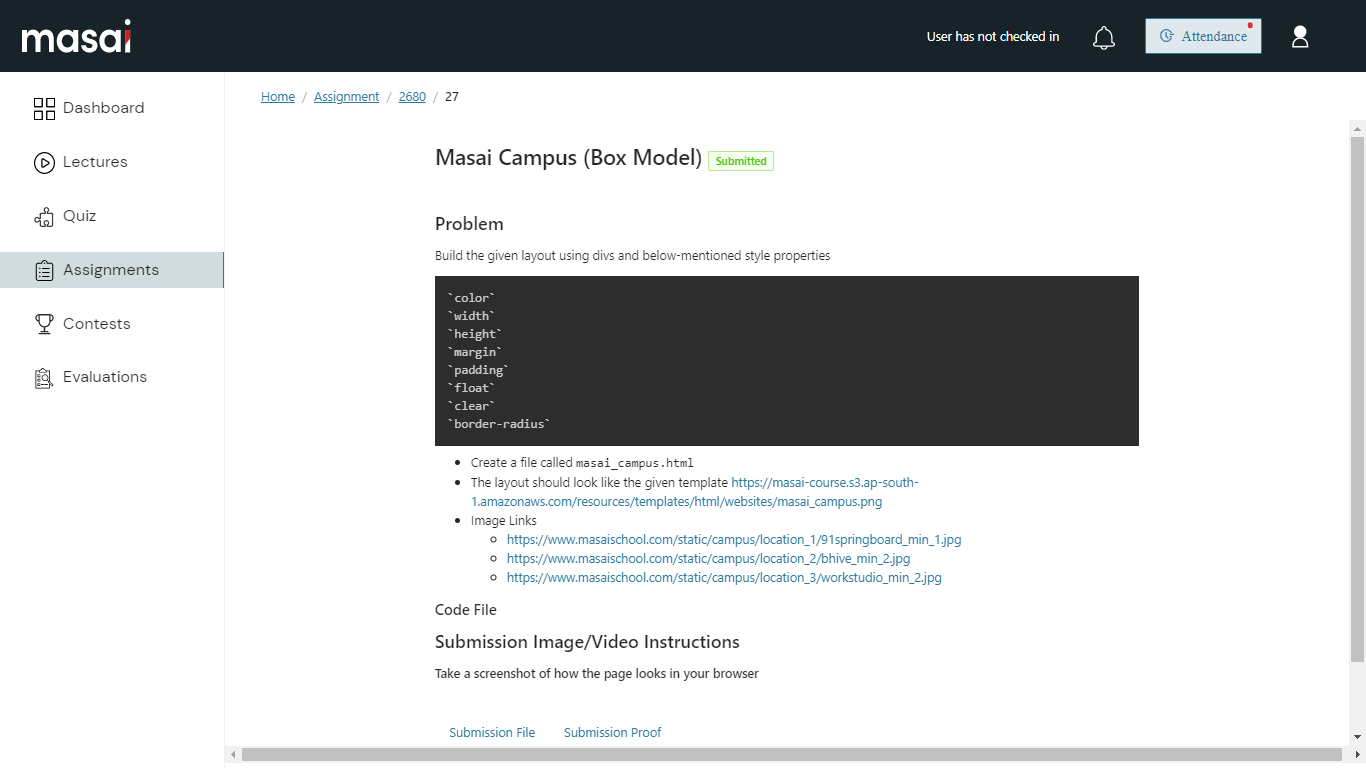 masai
User has not checked in
Attendance
Dashboard
Lectures
Quiz
Assignments
Contests
Evaluations
Home / Assignment / 2680 / 27
Masai Campus (Box Model) Submitted
Problem
Build the given layout using divs and below-mentioned style properties
`color`
`width`
`height`
`margin`
`padding`
`float`
`clear`
`border-radius`
Create a file called masai_campus.html
The layout should look like the given template https://masai-course.s3.ap-south-
1.amazonaws.com/resources/templates/html/websites/masai_campus.png
Image Links
https://www.masaischool.com/static/campus/location_1/91springboard_min_1.jpg
https://www.masaischool.com/static/campus/location_2/bhive_min_2.jpg
https://www.masaischool.com/static/campus/location_3/workstudio_min_2.jpg
Code File
Submission Image/Video Instructions
Take a screenshot of how the page looks in your browser
Submission File Submission Proof